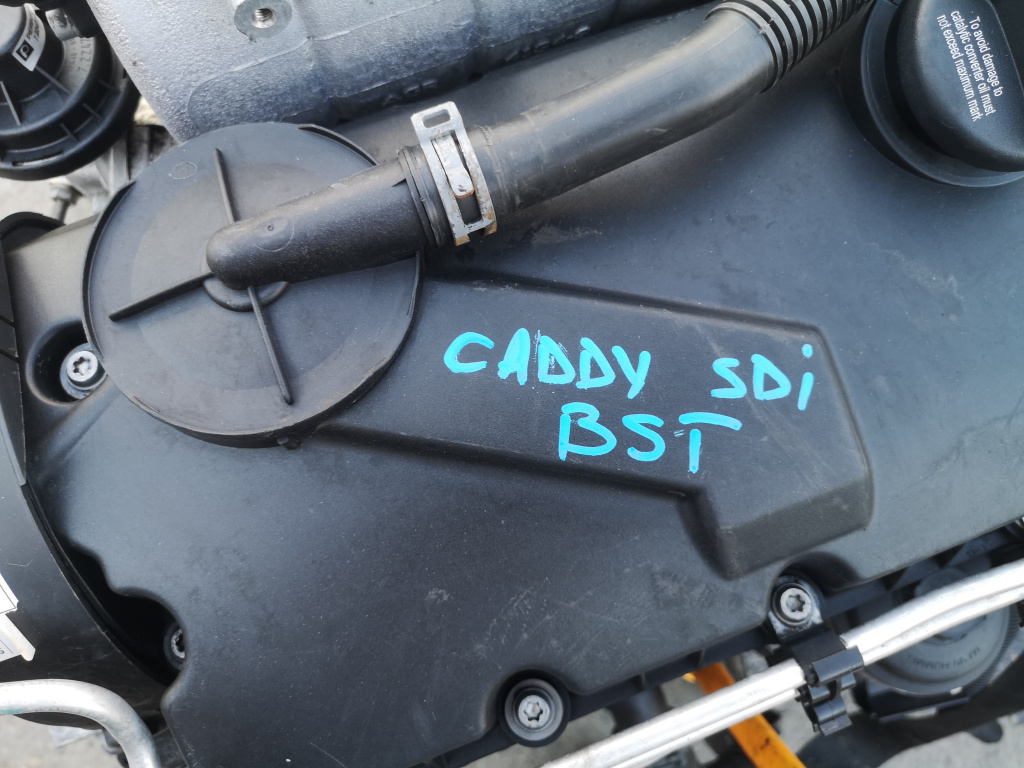 To avoid damage to
catalytic converter oil must
not exceed maximum mark
CADDY SDi
BST